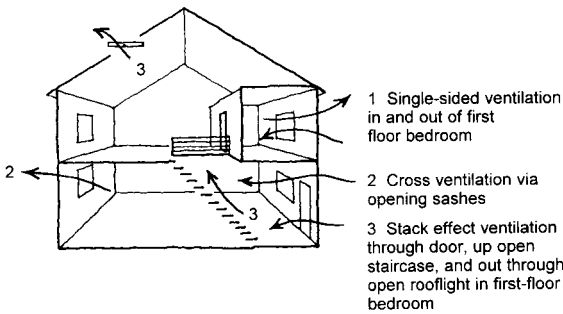 3
1 Single-sided ventilation
in and out of first
floor bedroom
2
2 Cross ventilation via
opening sashes
3
3 Stack effect ventilation
through door, up open
staircase, and out through
open rooflight in first-floor
bedroom